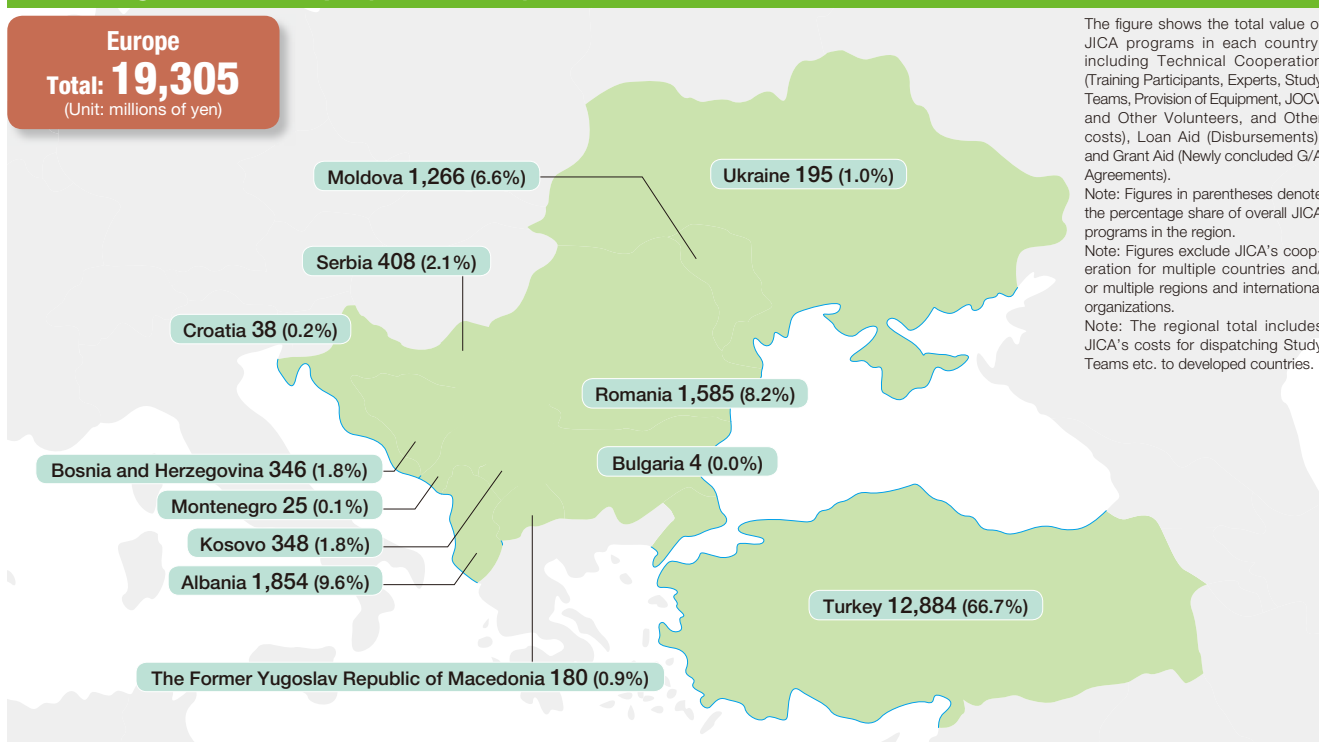 Europe
Total: 19,305
(Unit: millions of yen)
Moldova 1,266 (6.6%)
Ukraine 195 (1.0%)
Serbia 408 (2.1%)
Croatia 38 (0.2%)
Romania 1,585 (8.2%)
Bosnia and Herzegovina 346 (1.8%)
Bulgaria 4 (0.0%)
Montenegro 25 (0.1%)
Kosovo 348 (1.8%)
Albania 1,854 (9.6%)
Turkey 12,884 (66.7%)
The Former Yugoslav Republic of Macedonia 180 (0.9%)
The figure shows the total value o
JICA programs in each country
including Technical Cooperation
(Training Participants, Experts, Study
Teams, Provision of Equipment, JOCV
and Other Volunteers, and Other
costs), Loan Aid (Disbursements)
and Grant Aid (Newly concluded G/A
Agreements).
Note: Figures in parentheses denote
the percentage share of overall JICA
programs in the region.
Note: Figures exclude JICA's coop-
eration for multiple countries and/
or multiple regions and internationa
organizations.
Note: The regional total includes
JICA's costs for dispatching Study
Teams etc. to developed countries.